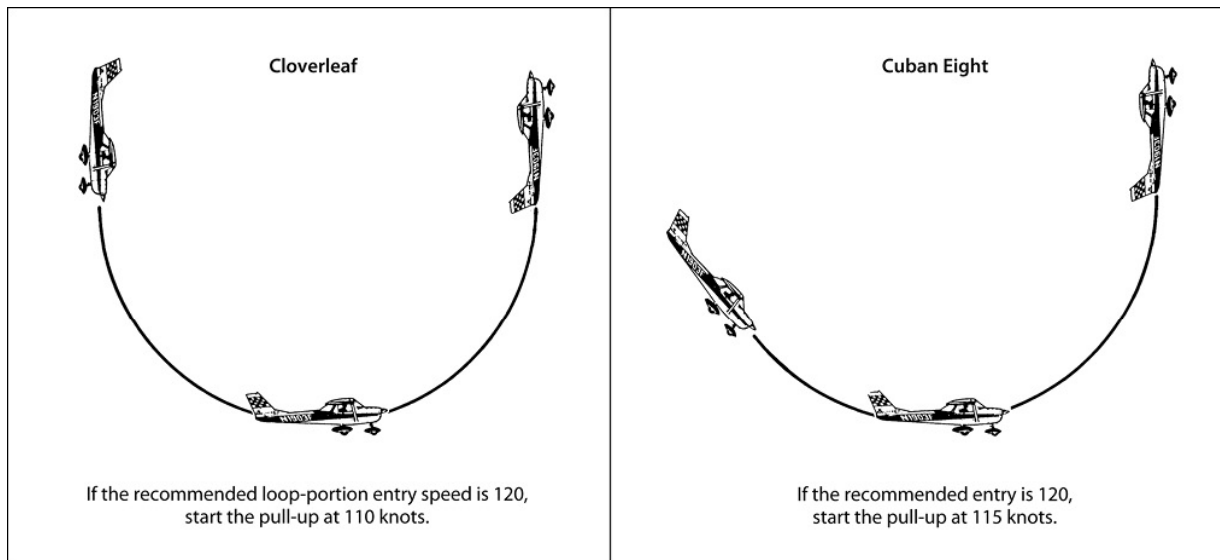 Cloverleaf
If the recommended loop-portion entry speed is 120,
start the pull-up at 110 knots.
Cuban Eight
If the recommended entry is 120,
start the pull-up at 115 knots.